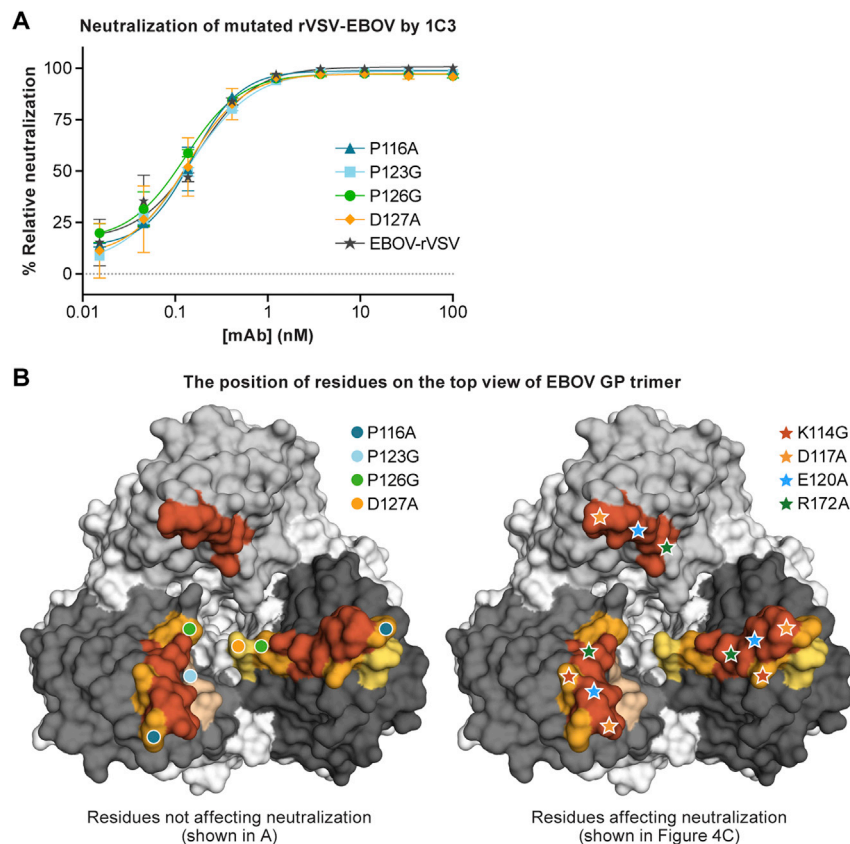 A
Neutralization of mutated rVSV-EBOV by 1C3
% Relative neutralization
100
75
50
25
0
0.01
0.1
1
10
100
[mAb] (nM)
P116A
P123G
P126G
D127A
EBOV-rVSV
B
The position of residues on the top view of EBOV GP trimer
P116A
P123G
P126G
D127A
K114G
D117A
E120A
R172A
Residues not affecting neutralization
(shown in A)
Residues affecting neutralization
(shown in Figure 4C)